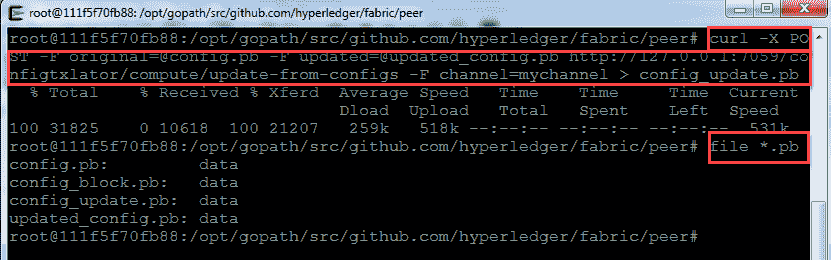 root@111f5f70fb88: /opt/gopath/src/github.com/hyperledger/fabric/peer
root@111f5f70fb88:/opt/gopath/src/github.com/hyperledger/fabric/peer# curl -X PO
ST -F original=@config.pb -F updated=@updated_config.pb http://127.0.0.1:7059/co
nfigtxlator/compute/update-from-configs -F channel=mychannel > config_update.pb
% Total % Received % Xferd Average Speed Time Time Time Current
Dload Upload Total Spent Left Speed
100 31825 0 10618 100 21207 259k 518k --:--:-- --:--:-- --:--:-- 531k
root@111f5f70fb88:/opt/gopath/src/github.com/hyperledger/fabric/peer# file *.pb
config.pb: data
config_block.pb: data
config_update.pb: data
updated_config.pb: data
root@111f5f70fb88:/opt/gopath/src/github.com/hyperledger/fabric/peer#